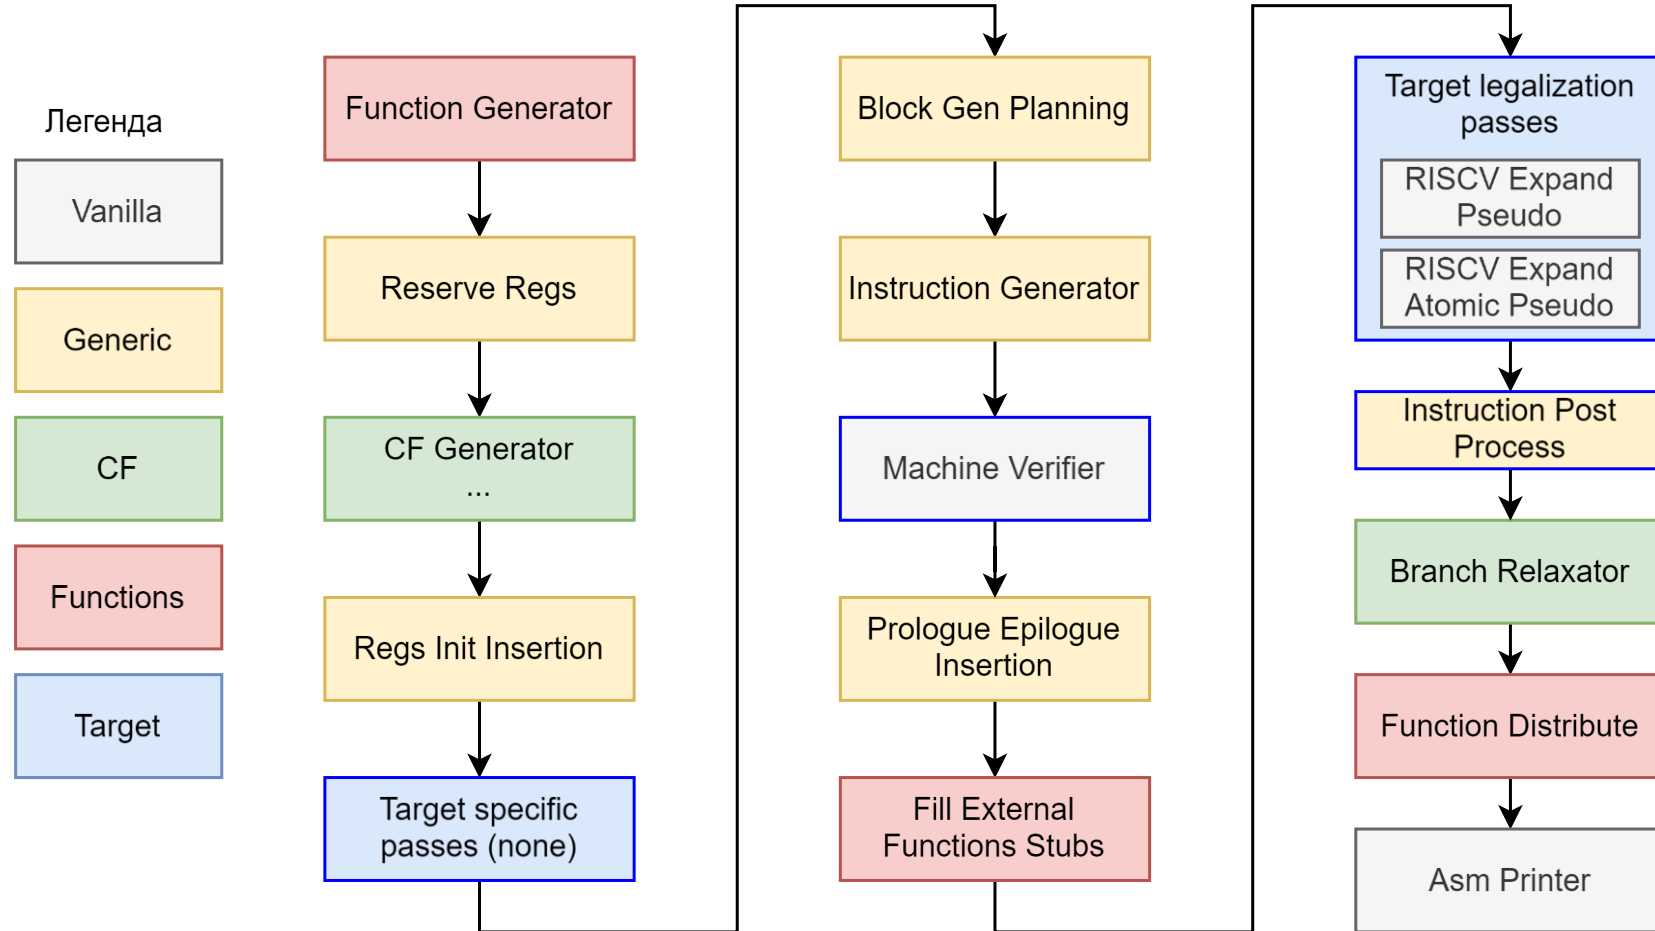 Легенда
Vanilla
Generic
CF
Functions
Target
Function Generator
Reserve Regs
CF Generator
...
Regs Init Insertion
Target specific
passes (none)
Block Gen Planning
Instruction Generator
Machine Verifier
Prologue Epilogue
Insertion
Fill External
Functions Stubs
Target legalization
passes
RISCV Expand
Pseudo
RISCV Expand
Atomic Pseudo
Instruction Post
Process
Branch Relaxator
Function Distribute
Asm Printer